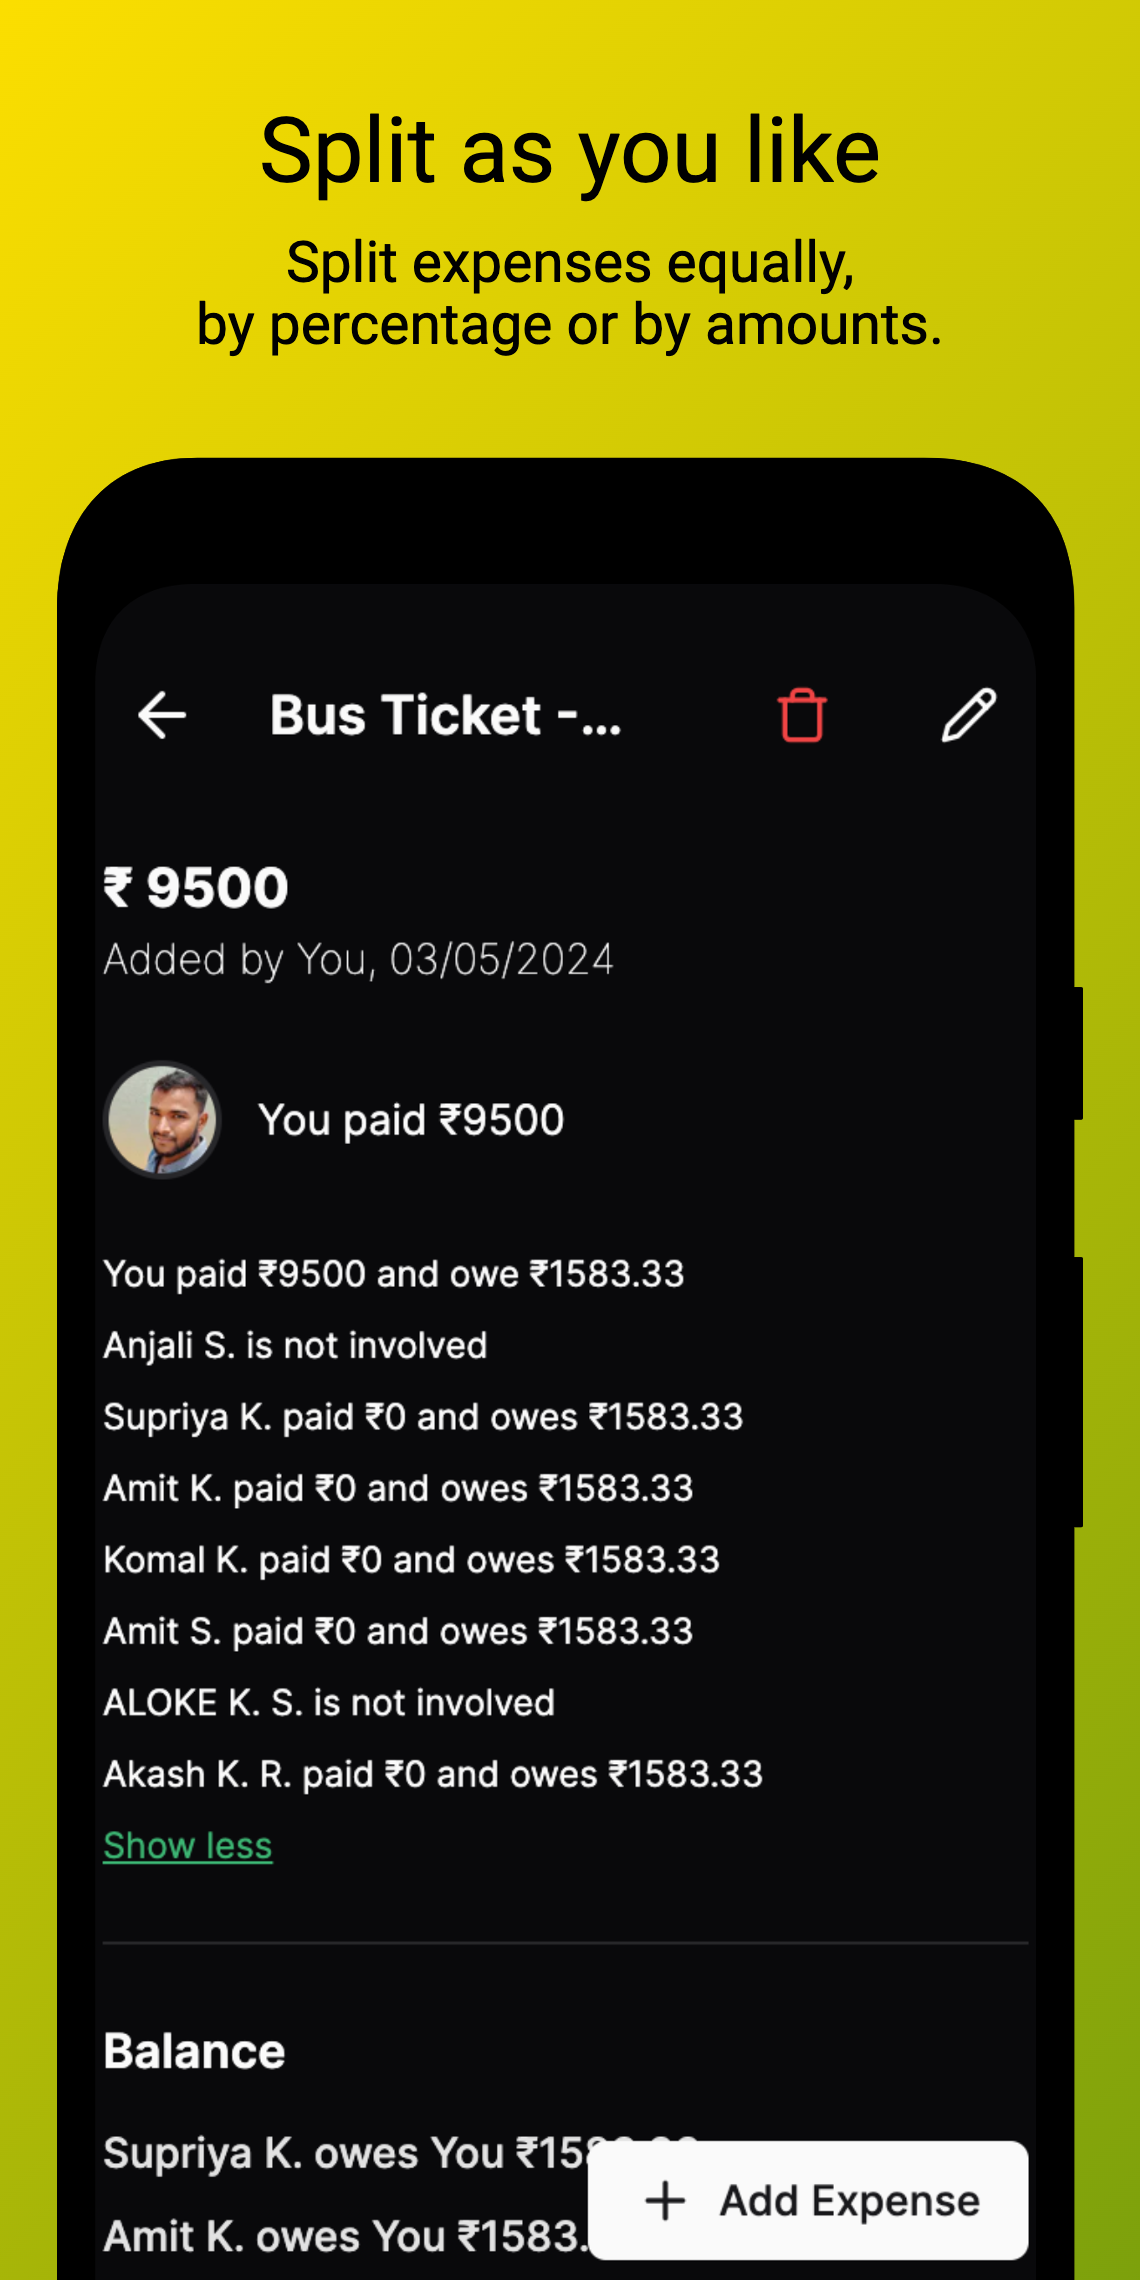 Split as you like
Split expenses equally,
by percentage or by amounts.
Bus Ticket -...
₹ 9500
Added by You, 03/05/2024
You paid ₹9500
You paid ₹9500 and owe ₹1583.33
Anjali S. is not involved
Supriya K. paid ₹0 and owes ₹1583.33
Amit K. paid ₹0 and owes ₹1583.33
Komal K. paid ₹0 and owes ₹1583.33
Amit S. paid ₹0 and owes ₹1583.33
ALOKE K. S. is not involved
Akash K. R. paid ₹0 and owes ₹1583.33
Show less
Balance
Supriya K. owes You
Amit K. owes You ₹1583.
Add Expense